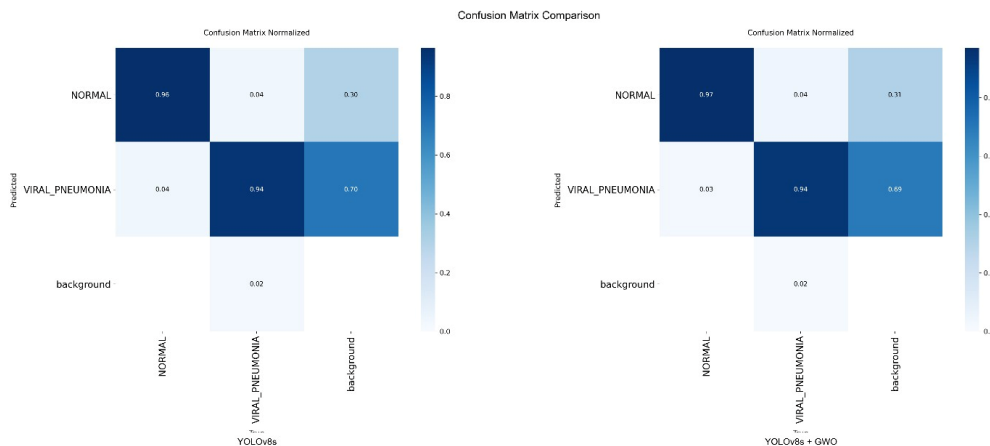 Confusion Matrix Comparison
Confusion Matrix Normalized
NORMAL
0.96
0.04
0.30
VIRAL_PNEUMONIA
0.04
0.94
0.70
background
0.02
Predicted
NORMAL
VIRAL_PNEUMONIA
background
0.8
0.6
0.4
0.2
0.0
YOLOv8s
Confusion Matrix Normalized
NORMAL
0.97
0.04
0.31
VIRAL_PNEUMONIA
0.03
0.94
0.69
background
0.02
Predicted
NORMAL
VIRAL_PNEUMONIA
background
YOLOv8s + GWO